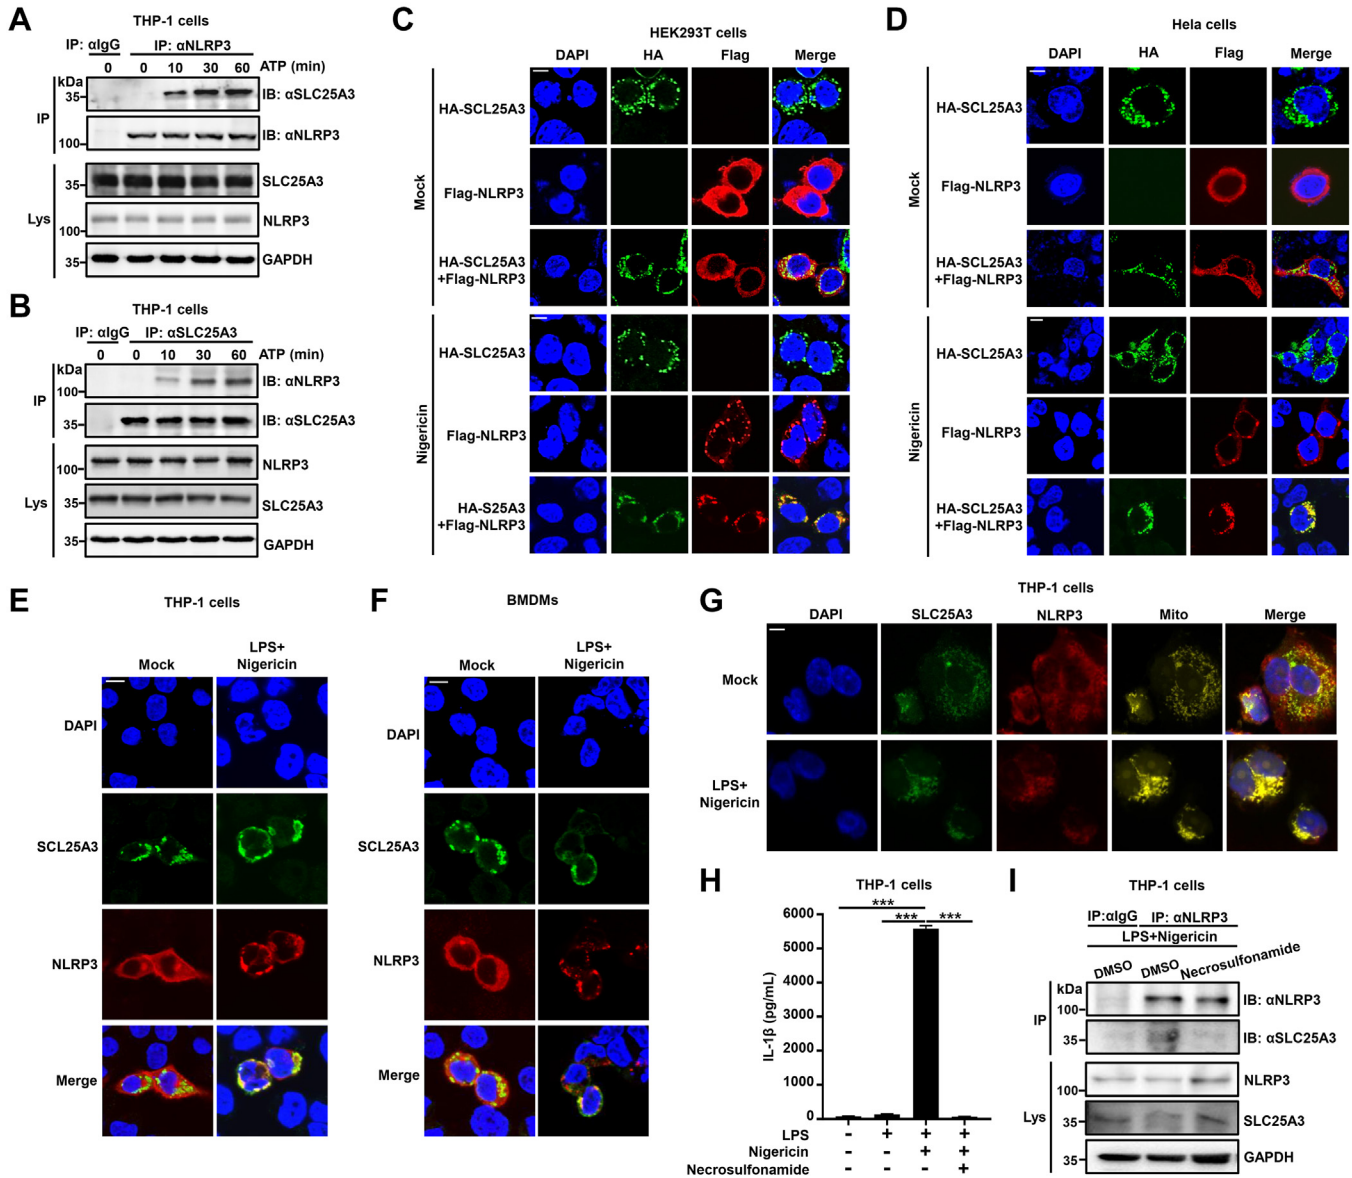 A
THP-1 cells
IP: αIgG IP: αNLRP3
0 0 10 30 60 ATP (min)
kDa
35
IB: αSLC25A3
IP
100
IB: αNLRP3
35
SLC25A3
Lys
100
NLRP3
35
GAPDH
B
THP-1 cells
IP: αIgG IP: αSLC25A3
0 0 10 30 60 ATP (min)
kDa
100
IB: αNLRP3
IP
35
IB: αSLC25A3
100
NLRP3
Lys
35
SLC25A3
35
GAPDH
C
HEK293T cells
DAPI HA Flag Merge
Mock
HA-SCL25A3
Flag-NLRP3
HA-SCL25A3
+Flag-NLRP3
Nigericin
HA-SLC25A3
Flag-NLRP3
HA-S25A3
+Flag-NLRP3
D
Hela cells
DAPI HA Flag Merge
Mock
HA-SCL25A3
Flag-NLRP3
HA-SCL25A3
+Flag-NLRP3
Nigericin
HA-SCL25A3
Flag-NLRP3
HA-SCL25A3
+Flag-NLRP3
E
THP-1 cells
Mock
LPS+
Nigericin
DAPI
SCL25A3
NLRP3
Merge
F
BMDMs
Mock
LPS+
Nigericin
DAPI
SCL25A3
NLRP3
Merge
G
THP-1 cells
DAPI SLC25A3 NLRP3 Mito Merge
Mock
LPS+
Nigericin
H
THP-1 cells
***
*** ***
IL-1β (pg/mL)
6000
5000
4000
3000
2000
1000
0
- + + + LPS
- - + + Nigericin
- - - + Necrosulfonamide
I
THP-1 cells
IP:αIgG IP: αNLRP3
LPS+Nigericin
DMSO DMSO Necrosulfonamide
kDa
100
IB: αNLRP3
IP
35
IB: αSLC25A3
100
NLRP3
Lys
35
SLC25A3
35
GAPDH